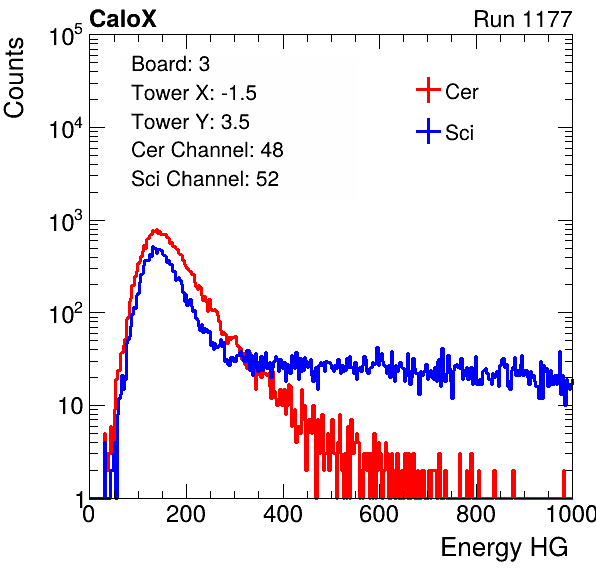 CaloX Run 1177
Counts
10^5
10^4
10^3
10^2
10
1
Board: 3
Tower X: -1.5
Tower Y: 3.5
Cer Channel: 48
Sci Channel: 52
Cer
Sci
0 200 400 600 800 1000
Energy HG